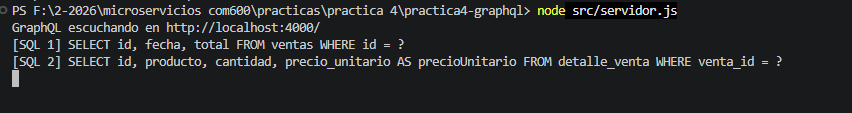 PS F:\2-2026\microservicios com600\practicas\practica 4\practica4-graphql> node src/servidor.js
GraphQL escuchando en http://localhost:4000/
[SQL 1] SELECT id, fecha, total FROM ventas WHERE id = ?
[SQL 2] SELECT id, producto, cantidad, precio_unitario AS precioUnitario FROM detalle_venta WHERE venta_id = ?